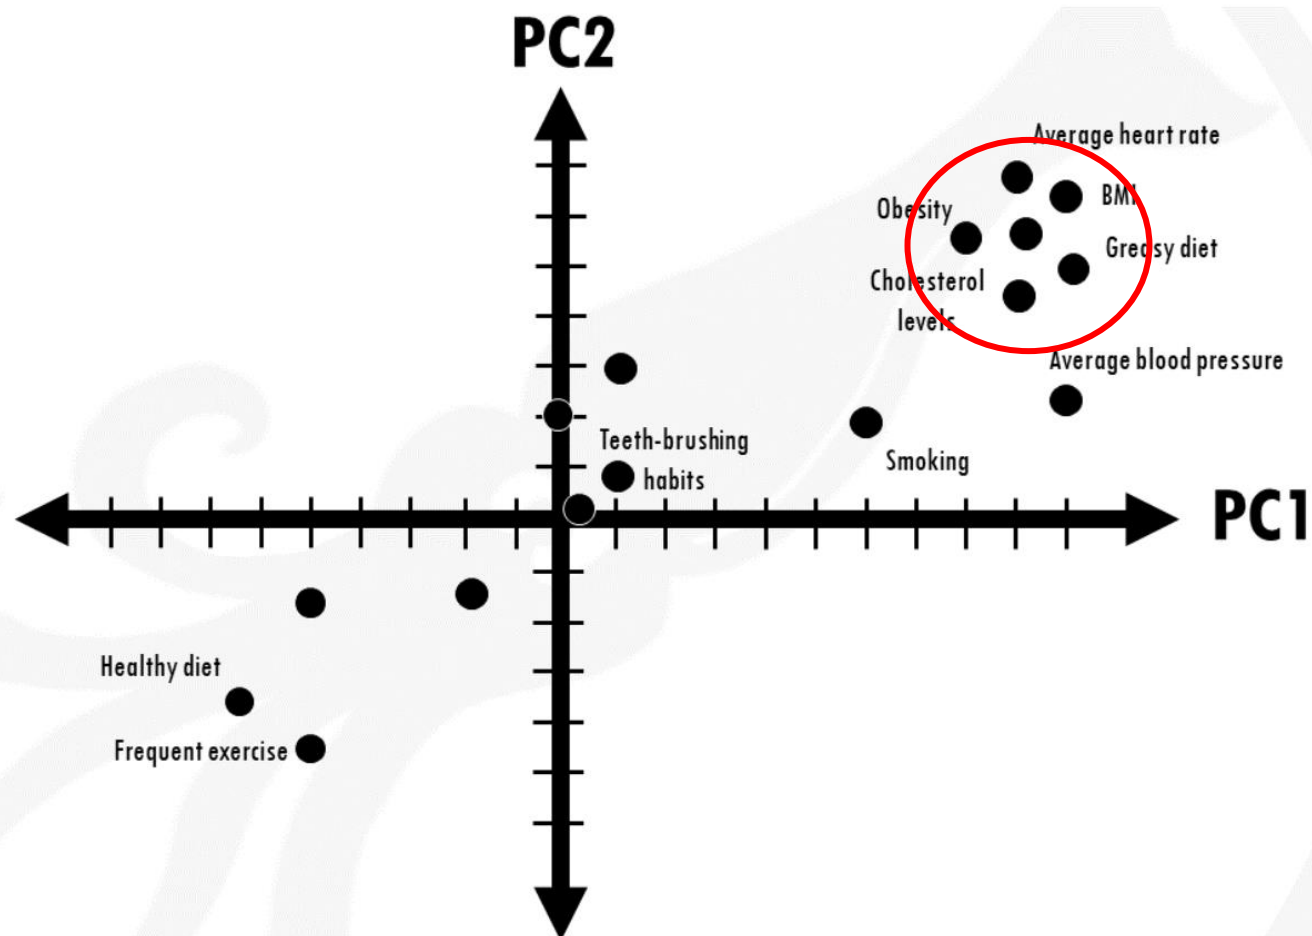 PC2
Average heart rate
BMI
Obesity
Greasy diet
Cholesterol
levels
Average blood pressure
Teeth-brushing
habits
Smoking
PC1
Healthy diet
Frequent exercise